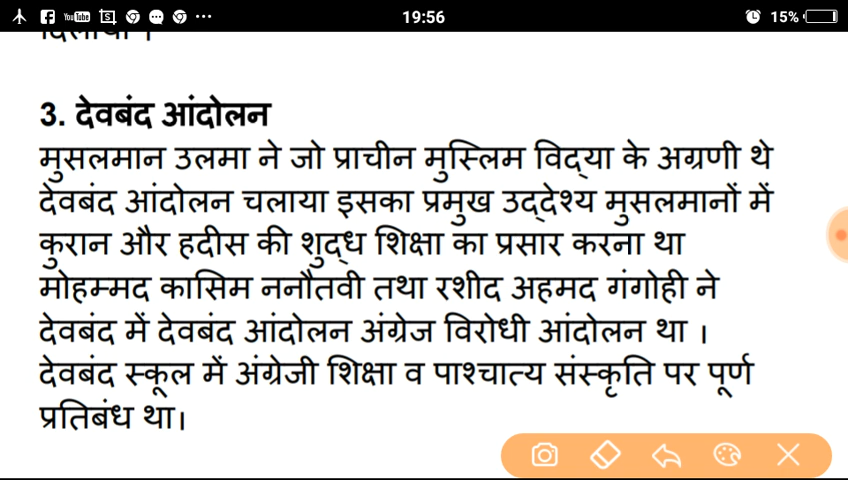 19:56
15%
3. देवबंद आंदोलन
मुसलमान उलमा ने जो प्राचीन मुस्लिम विद्या के अग्रणी थे
देवबंद आंदोलन चलाया इसका प्रमुख उद्देश्य मुसलमानों में
कुरान और हदीस की शुद्ध शिक्षा का प्रसार करना था
मोहम्मद कासिम ननौतवी तथा रशीद अहमद गंगोही ने
देवबंद में देवबंद आंदोलन अंग्रेज विरोधी आंदोलन था ।
देवबंद स्कूल में अंग्रेजी शिक्षा व पाश्चात्य संस्कृति पर पूर्ण
प्रतिबंध था।